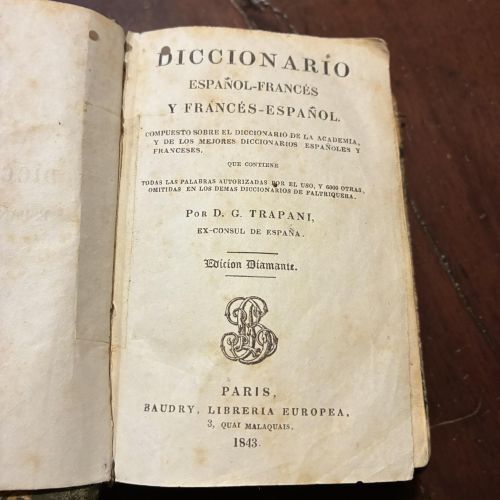 DICCIONARIO
ESPAÑOL-FRANCÉS
Y FRANCÉS-ESPAÑOL.
COMPUESTO SOBRE EL DICCIONARIO DE LA ACADEMIA,
Y DE LOS MEJORES DICCIONARIOS ESPAÑOLES Y
FRANCESES,
QUE CONTIENE
TODAS LAS PALABRAS AUTORIZADAS POR EL USO, Y 6000 OTRAS,
OMITIDAS EN LOS DEMAS DICCIONARIOS DE FALTRIQUERA.
POR D. G. TRAPANI,
EX-CONSUL DE ESPAÑA.
Edicion Diamante.
PARIS,
BAUDRY, LIBRERIA EUROPEA,
3, QUAI MALAQUAIS.
1843.